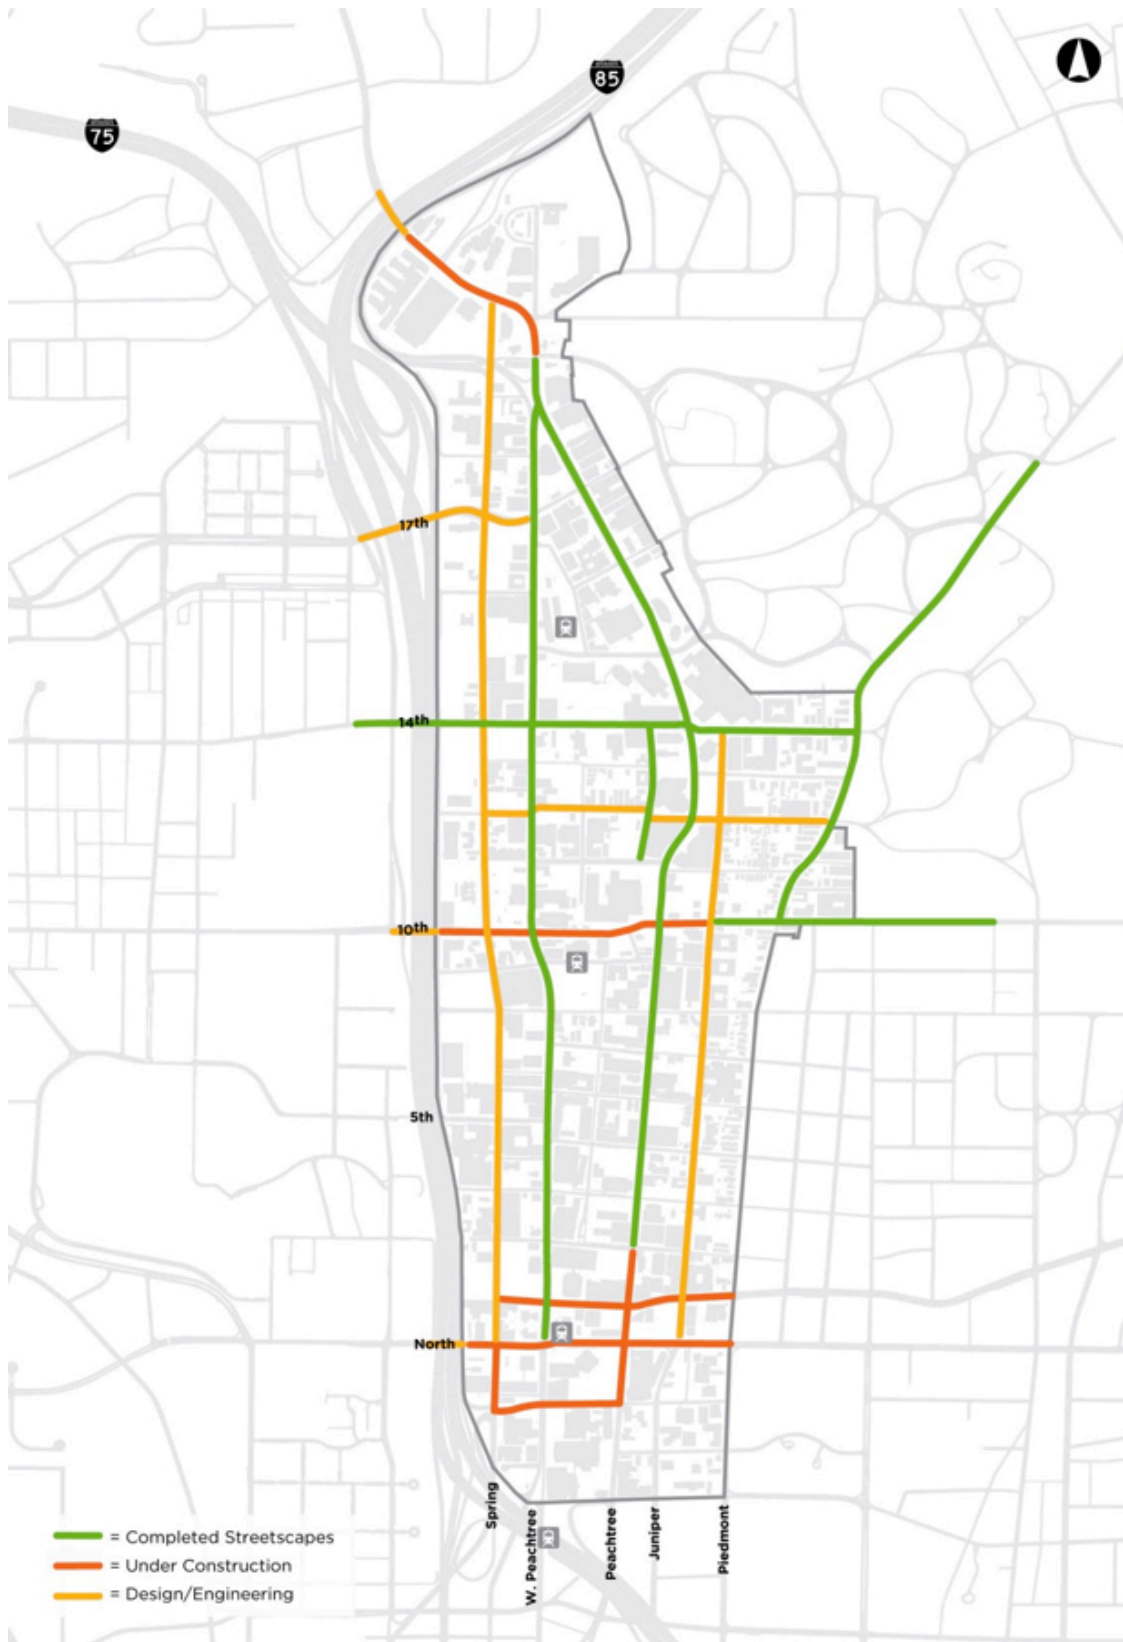 85
75
17th
14th
10th
5th
North
Spring
W. Peachtree
Peachtree
Juniper
Piedmont
= Completed Streetscapes
= Under Construction
= Design/Engineering